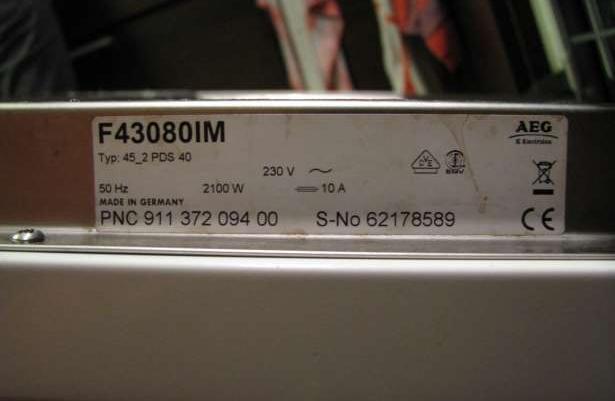 F43080IM
AEG
Electrolux
Typ: 45_2 PDS 40
230 V ~
50 Hz 2100 W 10 A
MADE IN GERMANY
PNC 911 372 094 00 S-No 62178589
CE